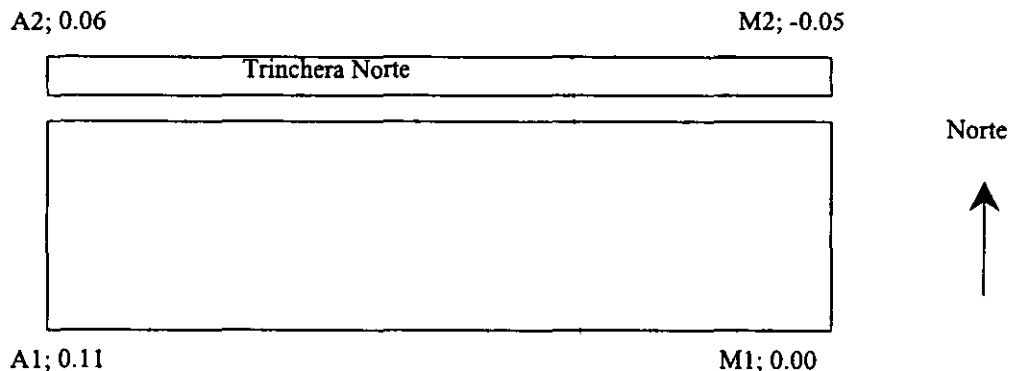 A2; 0.06
M2; -0.05
Trinchera Norte
Norte
A1; 0.11
M1; 0.00